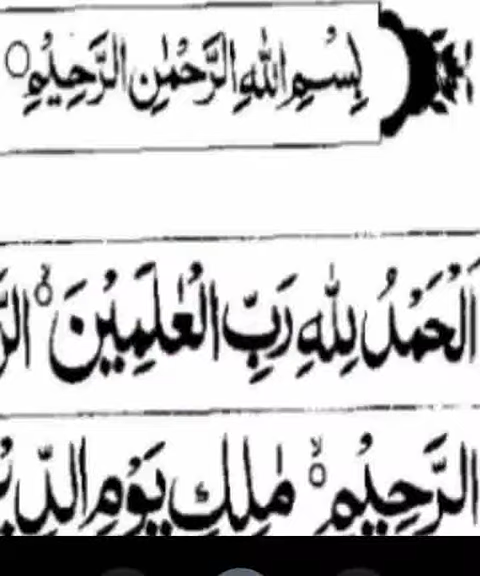 بِسْمِ اللّٰهِ الرَّحْمٰنِ الرَّحِيْمِ
اَلْحَمْدُ لِلّٰهِ رَبِّ الْعٰلَمِيْنَ ۙ
الرَّحِيْمِ ۙ مٰلِكِ يَوْمِ